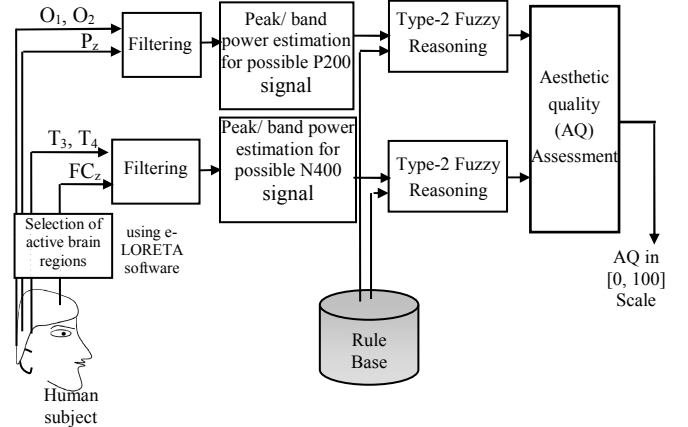 O₁, O₂
P_z
Filtering
Peak/ band
power estimation
for possible P200
signal
Type-2 Fuzzy
Reasoning
Aesthetic
quality
(AQ)
Assessment
T₃, T₄
FC_z
Filtering
Peak/ band power
estimation for
possible N400
signal
Type-2 Fuzzy
Reasoning
Selection of
active brain
regions
using e-
LORETA
software
AQ in
[0, 100]
Scale
Rule
Base
Human
subject